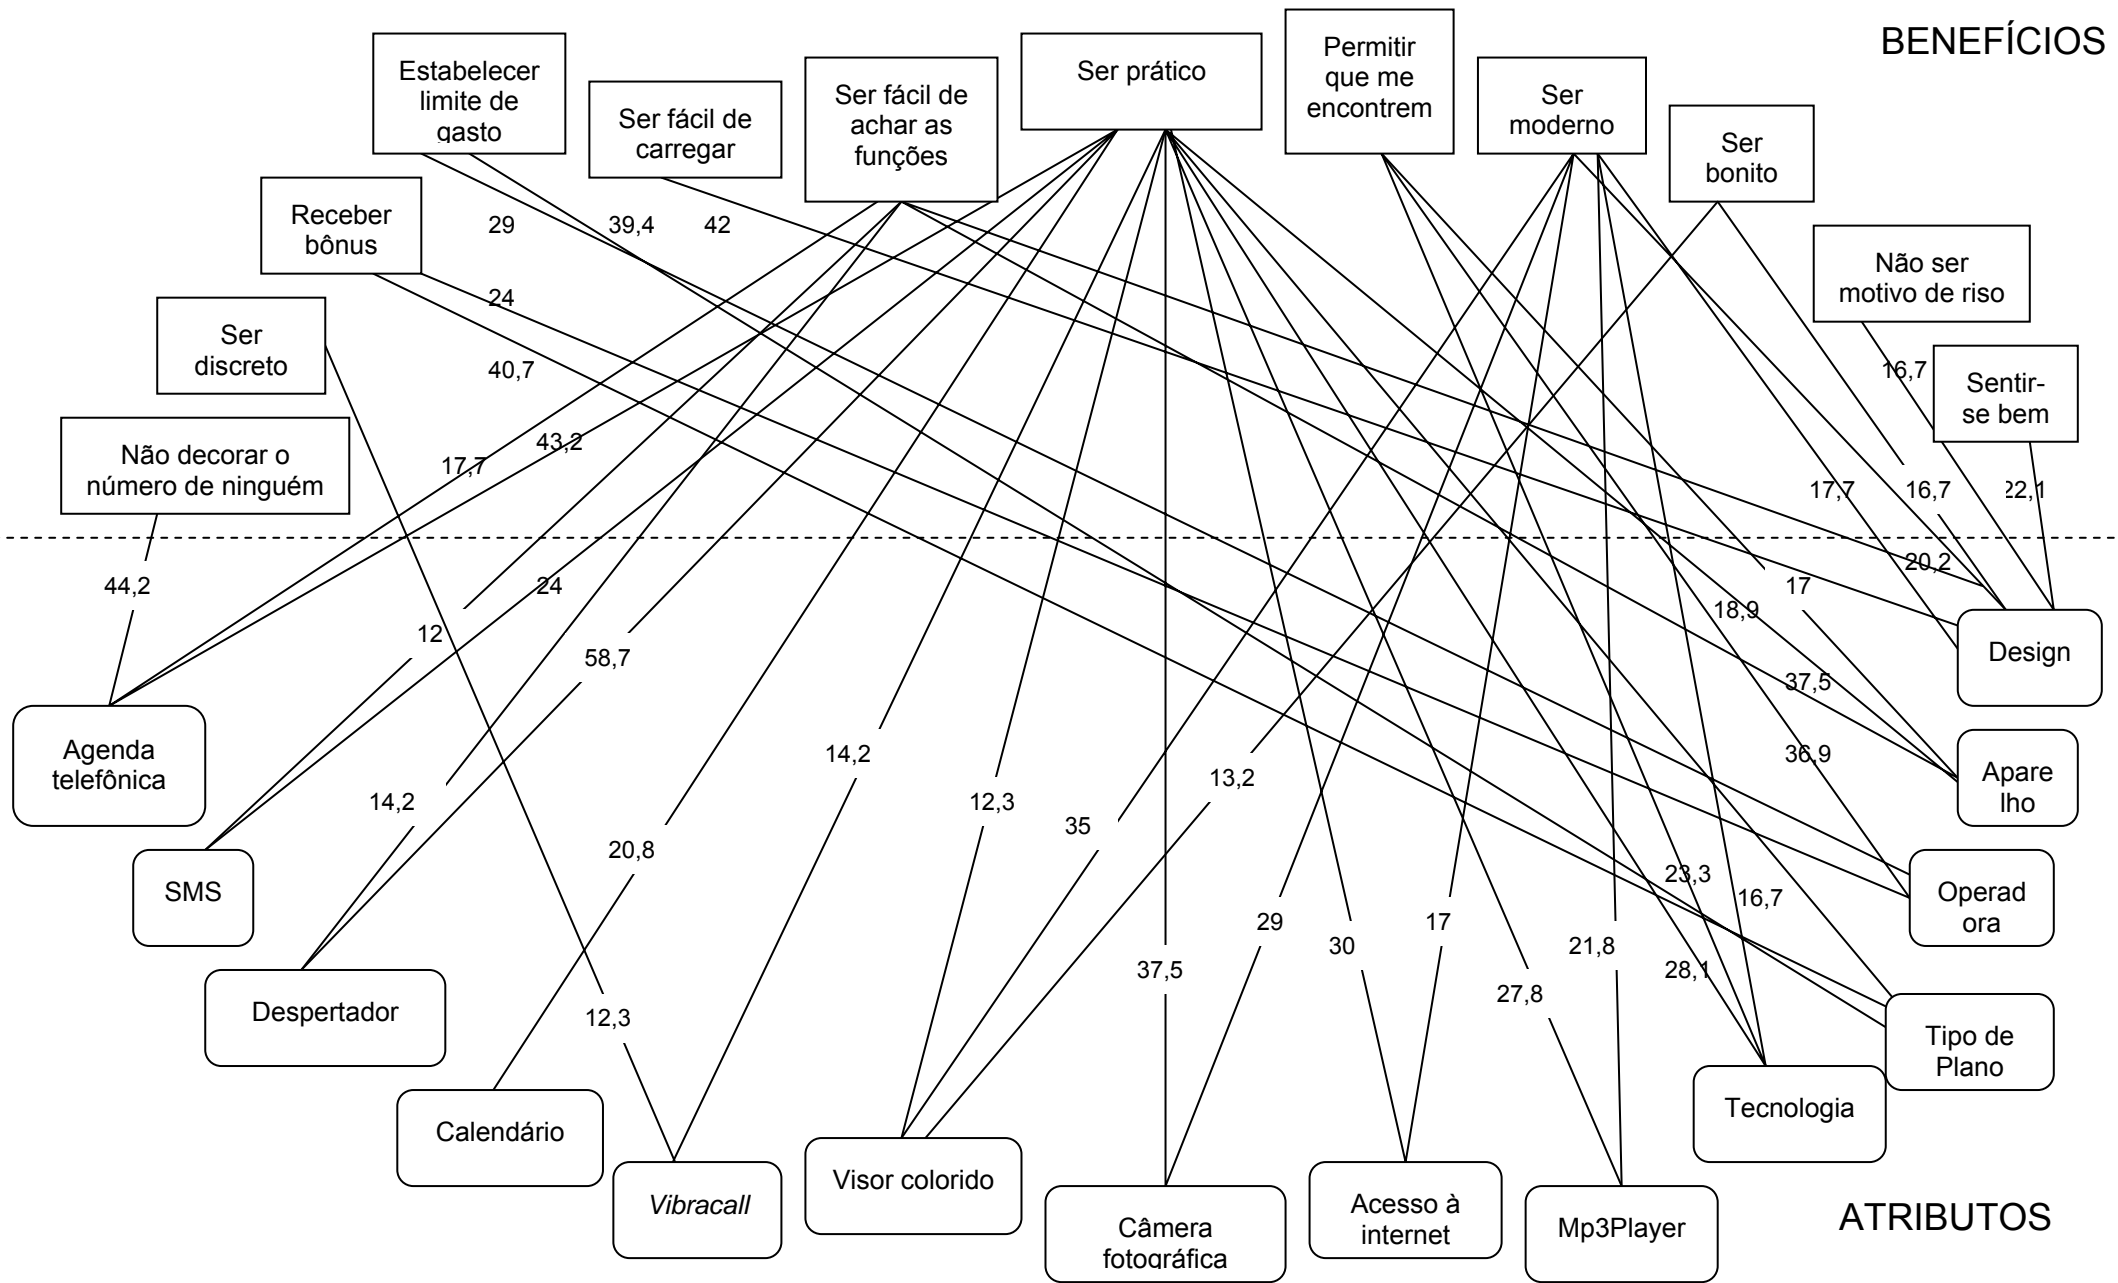 BENEFÍCIOS
Estabelecer
limite de
gasto
Ser fácil de
carregar
Ser fácil de
achar as
funções
Ser prático
Permitir
que me
encontrem
Ser
moderno
Ser
bonito
Receber
bônus
Não ser
motivo de riso
Ser
discreto
Sentir-
se bem
Não decorar o
número de ninguém
29
39,4
42
24
40,7
16,7
43,2
17,7
17,7
16,7
22,1
44,2
24
20,2
17
18,9
12
58,7
37,5
14,2
36,9
14,2
20,8
12,3
35
13,2
23,3
16,7
29
17
30
21,8
37,5
27,8
28,1
12,3
Design
Apare
lho
Operad
ora
Tipo de
Plano
Tecnologia
Agenda
telefônica
SMS
Despertador
Calendário
Vibracall
Visor colorido
Câmera
fotográfica
Acesso à
internet
Mp3Player
ATRIBUTOS